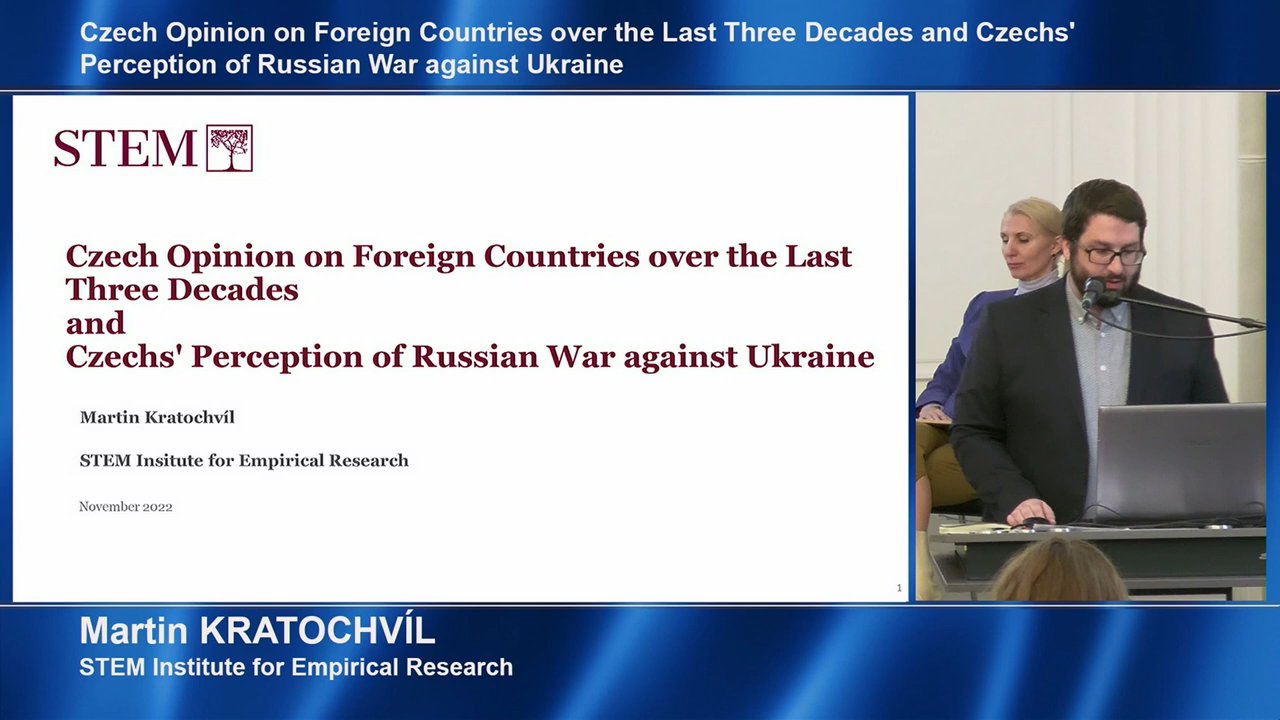 Czech Opinion on Foreign Countries over the Last Three Decades and Czechs'
Perception of Russian War against Ukraine
STEM
Czech Opinion on Foreign Countries over the Last
Three Decades
and
Czechs' Perception of Russian War against Ukraine
Martin Kratochvíl
STEM Insitute for Empirical Research
November 2022
1
Martin KRATOCHVÍL
STEM Institute for Empirical Research